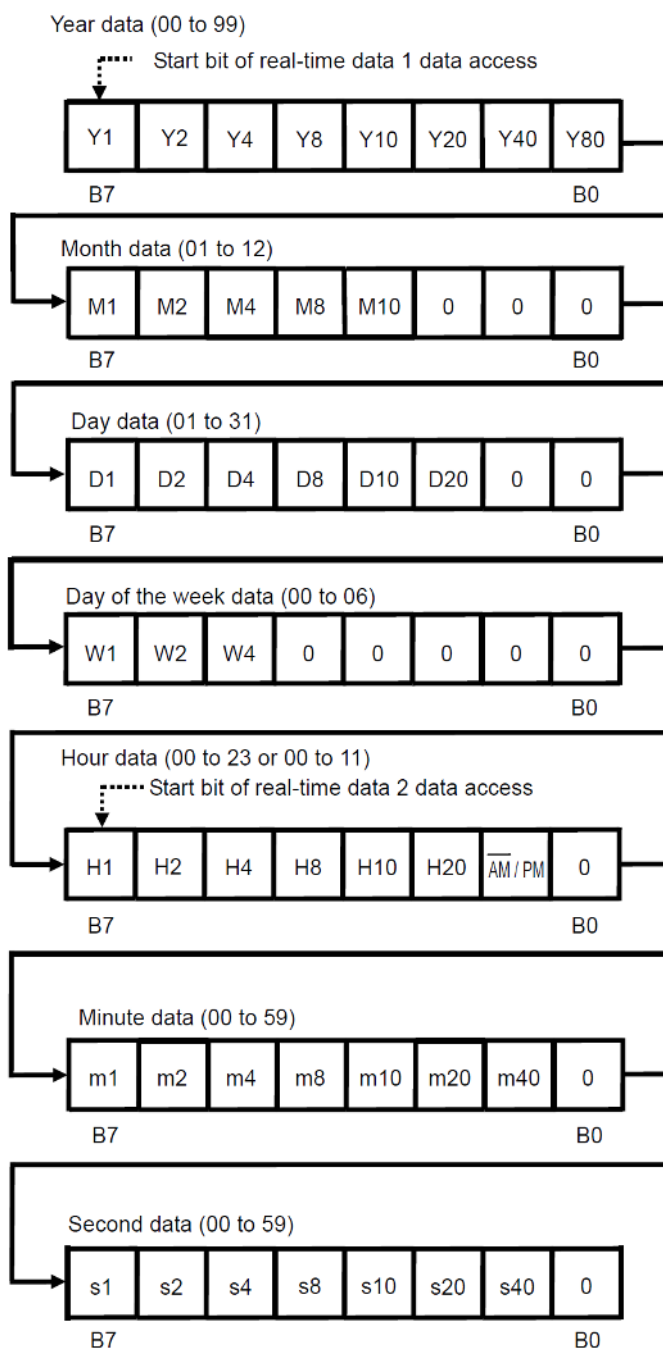 Year data (00 to 99)
Start bit of real-time data 1 data access
Y1 Y2 Y4 Y8 Y10 Y20 Y40 Y80
B7 B0
Month data (01 to 12)
M1 M2 M4 M8 M10 0 0 0
B7 B0
Day data (01 to 31)
D1 D2 D4 D8 D10 D20 0 0
B7 B0
Day of the week data (00 to 06)
W1 W2 W4 0 0 0 0 0
B7 B0
Hour data (00 to 23 or 00 to 11)
Start bit of real-time data 2 data access
H1 H2 H4 H8 H10 H20 A̅M̅ / PM 0
B7 B0
Minute data (00 to 59)
m1 m2 m4 m8 m10 m20 m40 0
B7 B0
Second data (00 to 59)
s1 s2 s4 s8 s10 s20 s40 0
B7 B0